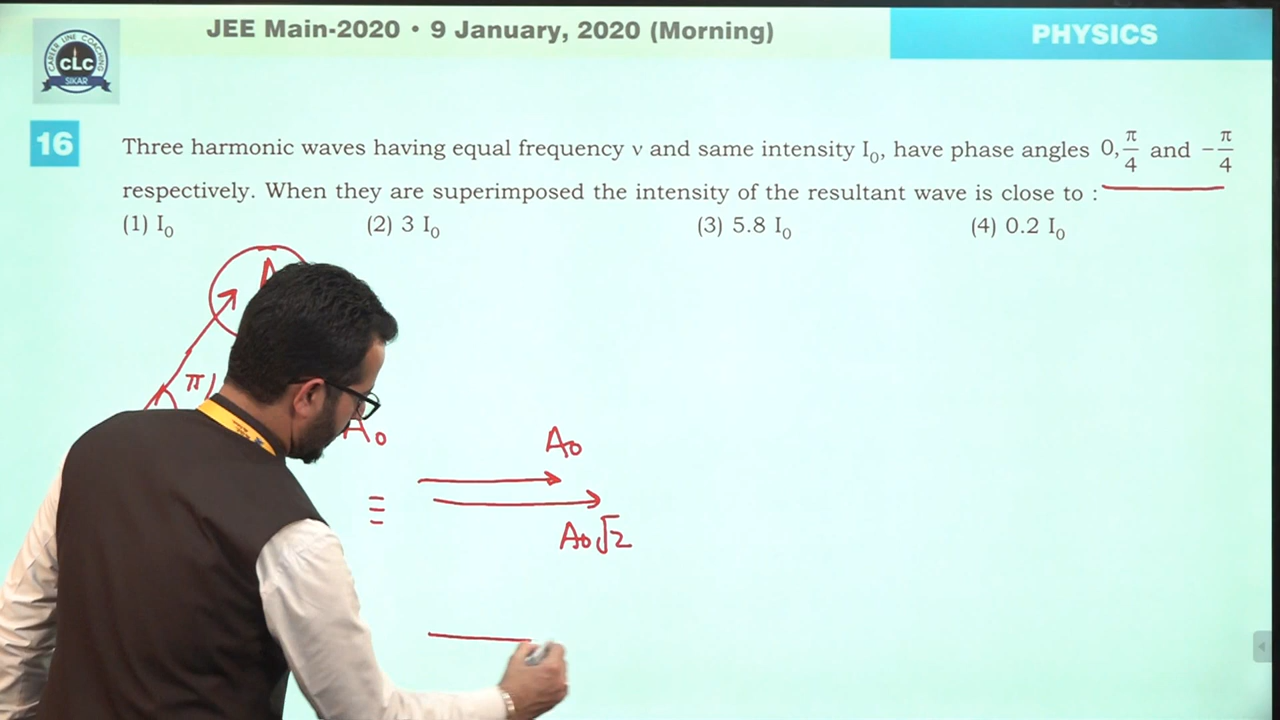 JEE Main-2020 • 9 January, 2020 (Morning)
PHYSICS
CAREER LINE COACHING
CLC
SIKAR
16
Three harmonic waves having equal frequency ν and same intensity I₀, have phase angles 0, π/4 and −π/4
respectively. When they are superimposed the intensity of the resultant wave is close to :
(1) I₀ (2) 3 I₀ (3) 5.8 I₀ (4) 0.2 I₀
π
A₀
A₀
≡
A₀√2